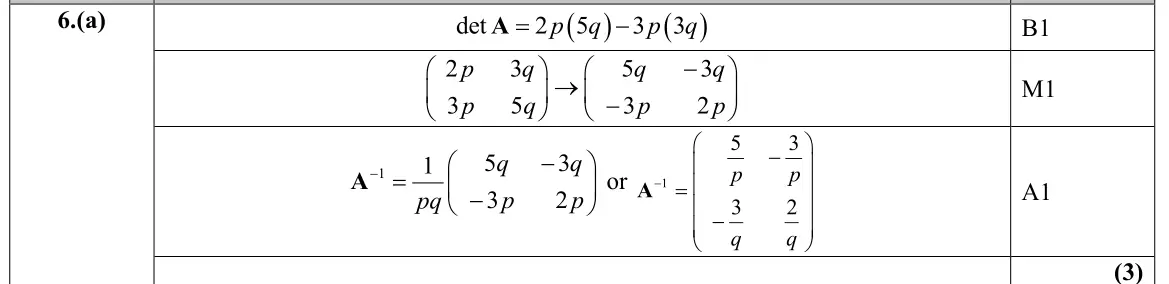 6.(a) det A = 2p(5q) − 3p(3q) B1
(2p 3q; 3p 5q) → (5q −3q; −3p 2p) M1
A⁻¹ = 1/pq (5q −3q; −3p 2p) or A⁻¹ = (5/p −3/p; −3/q 2/q) A1
(3)